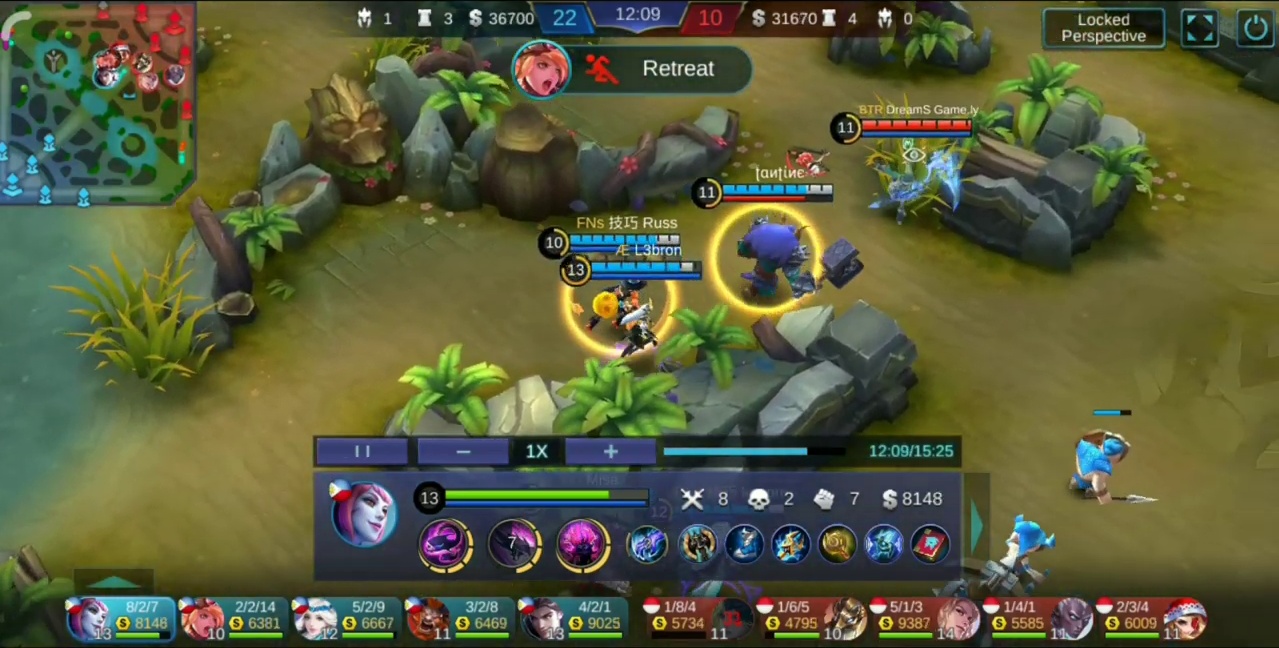 1 3 $ 36700 22 12:09 10 $ 31670 4 0
Locked
Perspective
Retreat
BTR DreamS Game.ly
11
11
FNs 技巧 Russ
10
Æ L3bron
13
1X
12:09/15:25
13 8 2 7 $ 8148
12
7
8/2/7 2/2/14 5/2/9 3/2/8 4/2/1 1/8/4 1/6/5 5/1/3 1/4/1 2/3/4
8148 6381 6667 6469 9025 5734 4795 9387 5585 6009
13 10 12 11 13 11 10 14 11 11